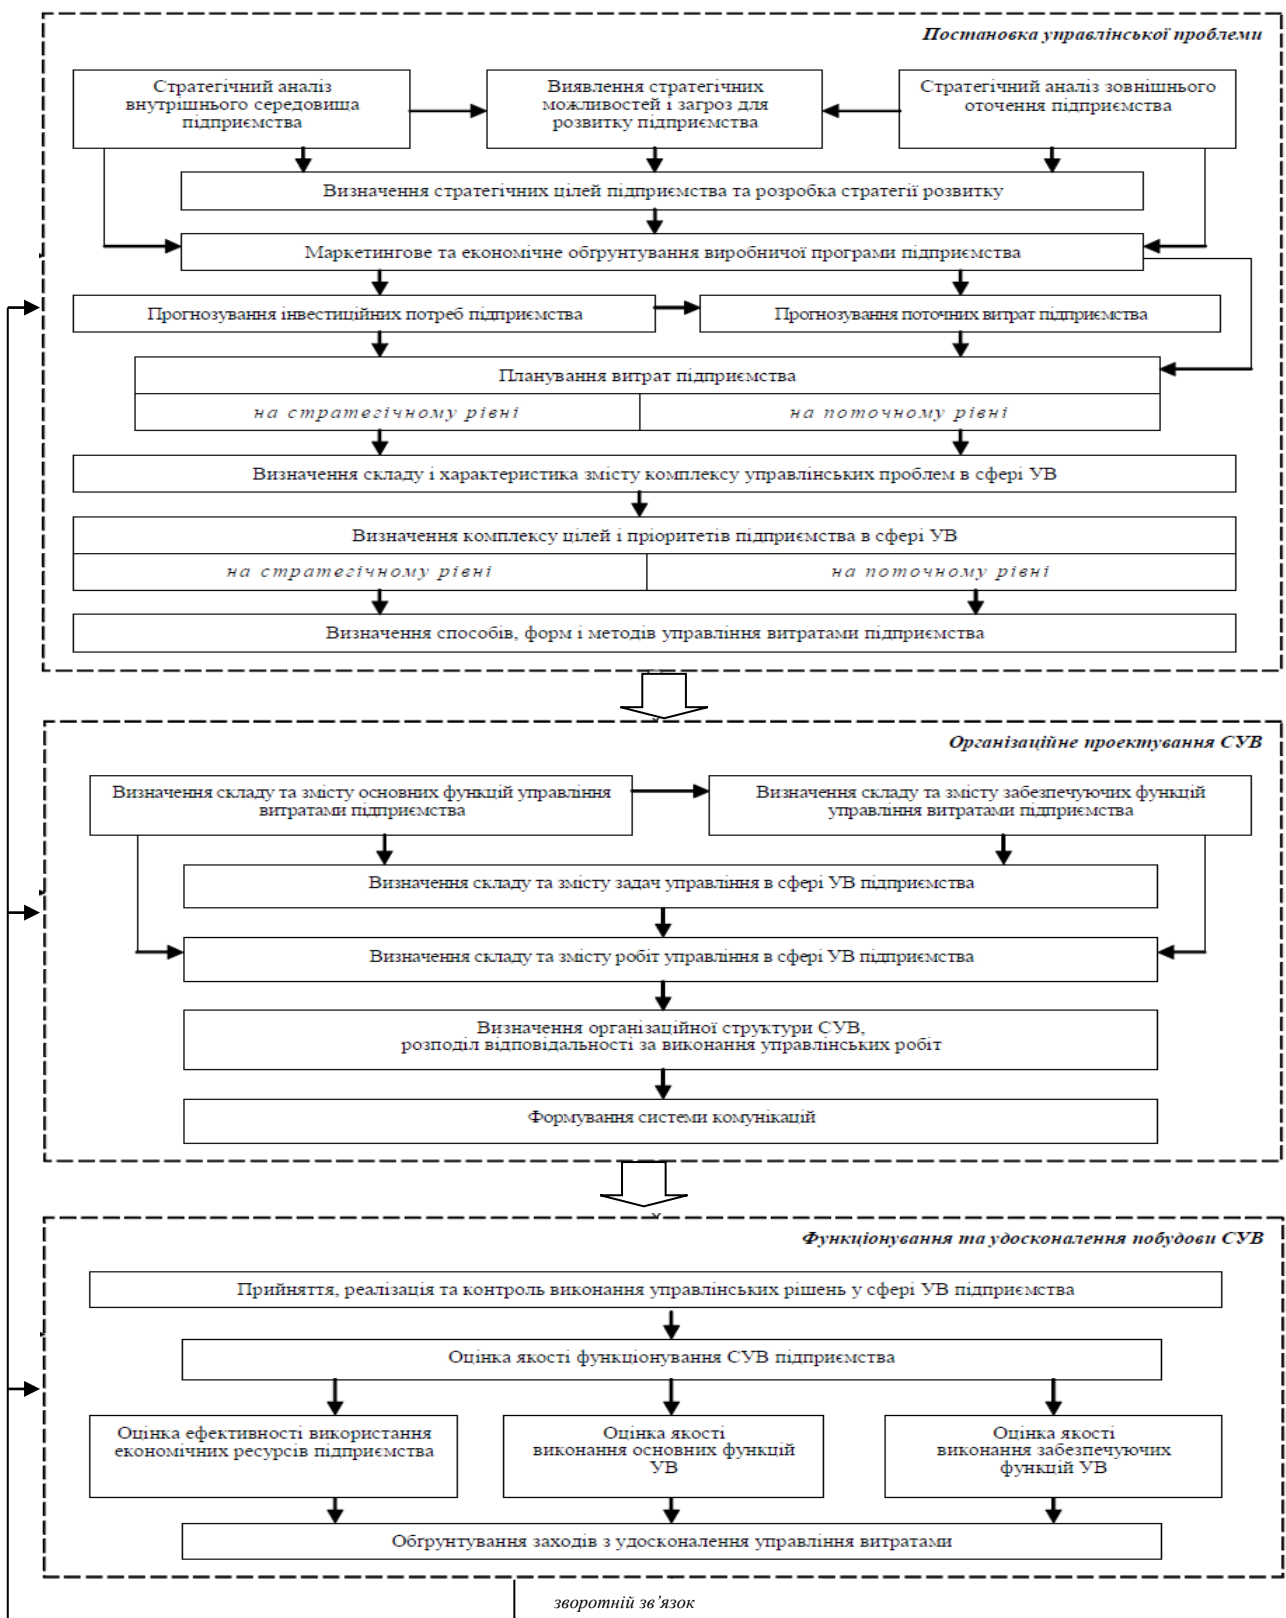 Постановка управлінської проблеми
Стратегічний аналіз
внутрішнього середовища
підприємства
Виявлення стратегічних
можливостей і загроз для
розвитку підприємства
Стратегічний аналіз зовнішнього
оточення підприємства
Визначення стратегічних цілей підприємства та розробка стратегії розвитку
Маркетингове та економічне обґрунтування виробничої програми підприємства
Прогнозування інвестиційних потреб підприємства
Прогнозування поточних витрат підприємства
Планування витрат підприємства
на стратегічному рівні
на поточному рівні
Визначення складу і характеристика змісту комплексу управлінських проблем в сфері УВ
Визначення комплексу цілей і пріоритетів підприємства в сфері УВ
на стратегічному рівні
на поточному рівні
Визначення способів, форм і методів управління витратами підприємства
Організаційне проектування СУВ
Визначення складу та змісту основних функцій управління
витратами підприємства
Визначення складу та змісту забезпечуючих функцій
управління витратами підприємства
Визначення складу та змісту задач управління в сфері УВ підприємства
Визначення складу та змісту робіт управління в сфері УВ підприємства
Визначення організаційної структури СУВ,
розподіл відповідальності за виконання управлінських робіт
Формування системи комунікацій
Функціонування та удосконалення побудови СУВ
Прийняття, реалізація та контроль виконання управлінських рішень у сфері УВ підприємства
Оцінка якості функціонування СУВ підприємства
Оцінка ефективності використання
економічних ресурсів підприємства
Оцінка якості
виконання основних функцій
УВ
Оцінка якості
виконання забезпечуючих
функцій УВ
Обґрунтування заходів з удосконалення управління витратами
зворотній зв’язок